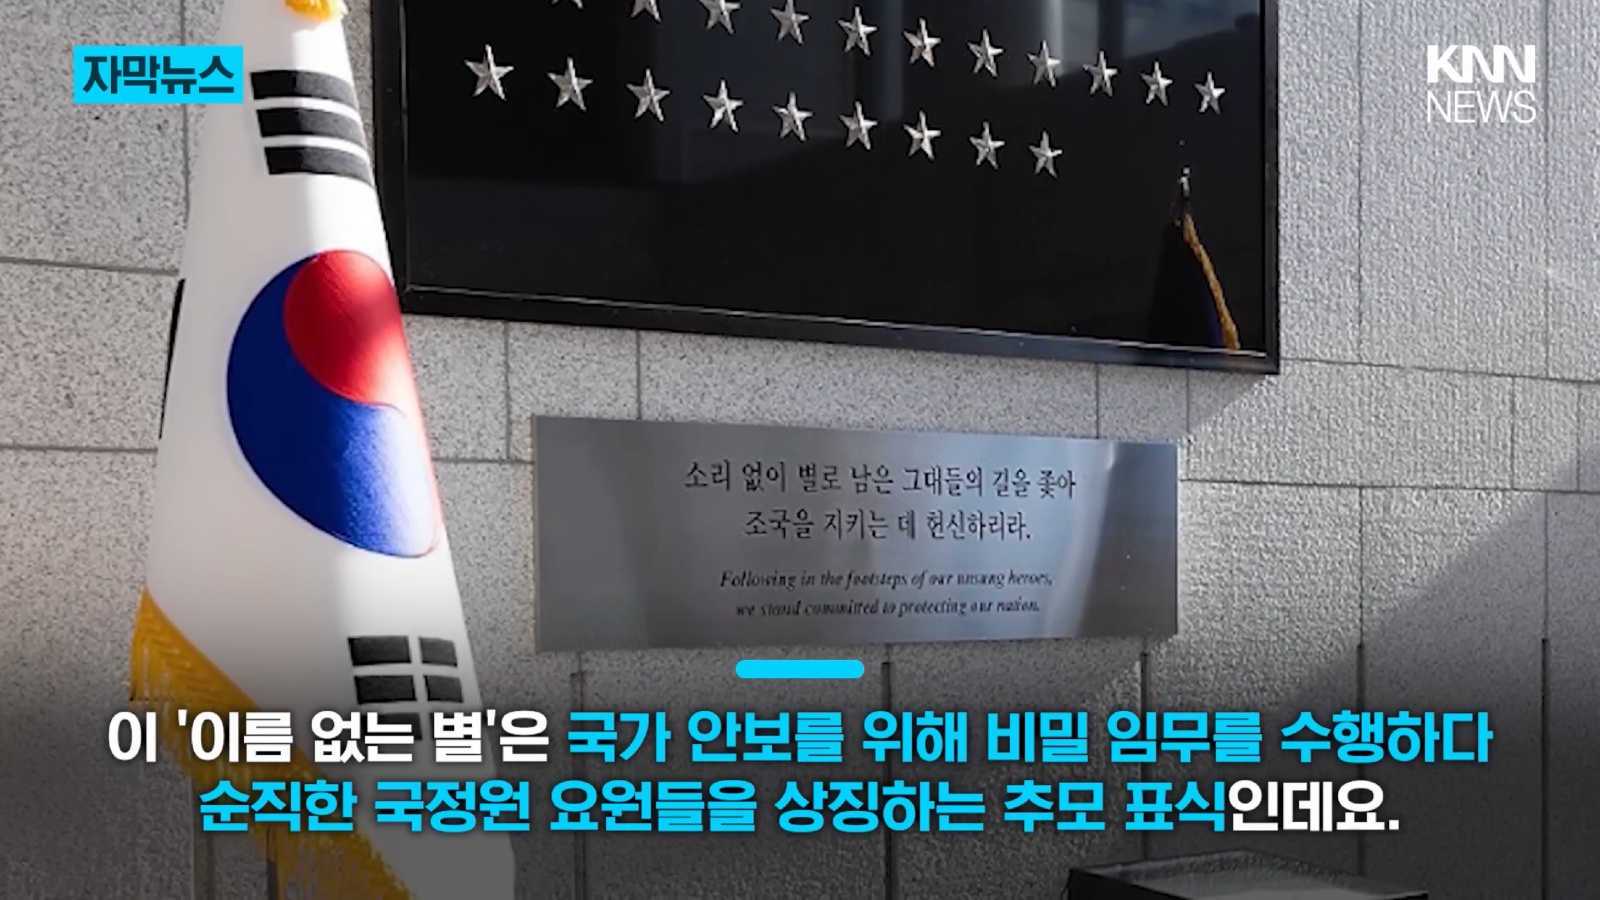 자막뉴스
KNN
NEWS
소리 없이 별로 남은 그대들의 길을 좇아
조국을 지키는 데 헌신하리라.
Following in the footsteps of our unsung heroes,
we stand committed to protecting our nation.
이 '이름 없는 별'은 국가 안보를 위해 비밀 임무를 수행하다
순직한 국정원 요원들을 상징하는 추모 표식인데요.